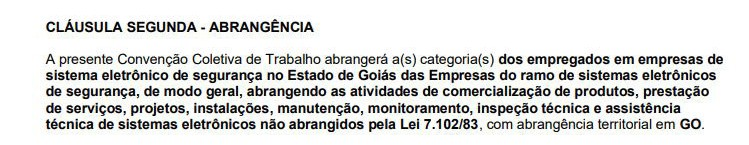 CLÁUSULA SEGUNDA - ABRANGÊNCIA
A presente Convenção Coletiva de Trabalho abrangerá a(s) categoria(s) dos empregados em empresas de
sistema eletrônico de segurança no Estado de Goiás das Empresas do ramo de sistemas eletrônicos
de segurança, de modo geral, abrangendo as atividades de comercialização de produtos, prestação
de serviços, projetos, instalações, manutenção, monitoramento, inspeção técnica e assistência
técnica de sistemas eletrônicos não abrangidos pela Lei 7.102/83, com abrangência territorial em GO.